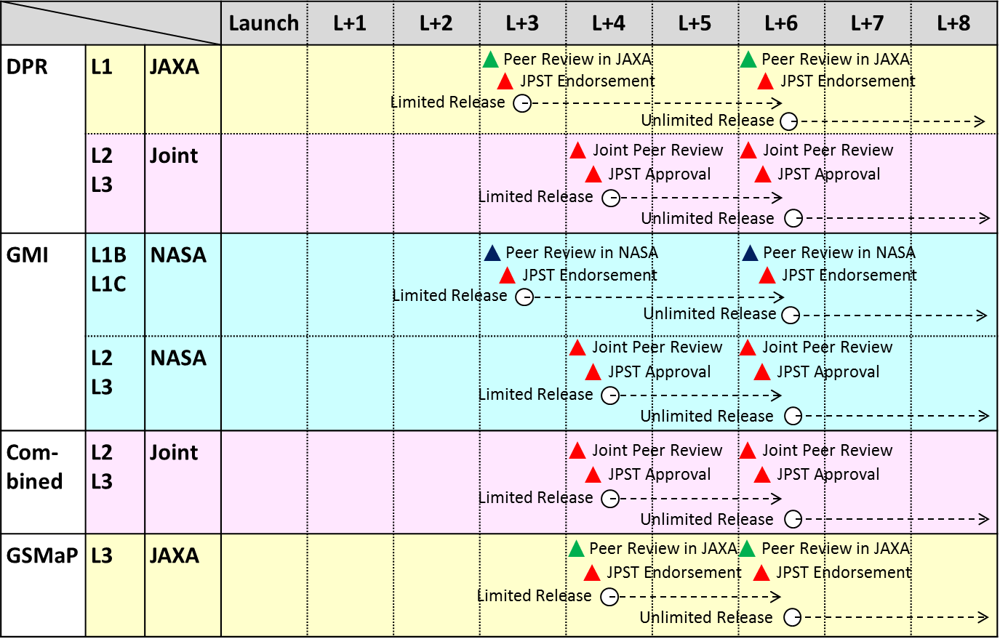 Launch L+1 L+2 L+3 L+4 L+5 L+6 L+7 L+8
DPR L1 JAXA
Peer Review in JAXA Peer Review in JAXA
JPST Endorsement JPST Endorsement
Limited Release
Unlimited Release
L2 Joint
L3
Joint Peer Review Joint Peer Review
JPST Approval JPST Approval
Limited Release
Unlimited Release
GMI L1B NASA
L1C
Peer Review in NASA Peer Review in NASA
JPST Endorsement JPST Endorsement
Limited Release
Unlimited Release
L2 NASA
L3
Joint Peer Review Joint Peer Review
JPST Approval JPST Approval
Limited Release
Unlimited Release
Com- L2 Joint
bined L3
Joint Peer Review Joint Peer Review
JPST Approval JPST Approval
Limited Release
Unlimited Release
GSMaP L3 JAXA
Peer Review in JAXA Peer Review in JAXA
JPST Endorsement JPST Endorsement
Limited Release
Unlimited Release